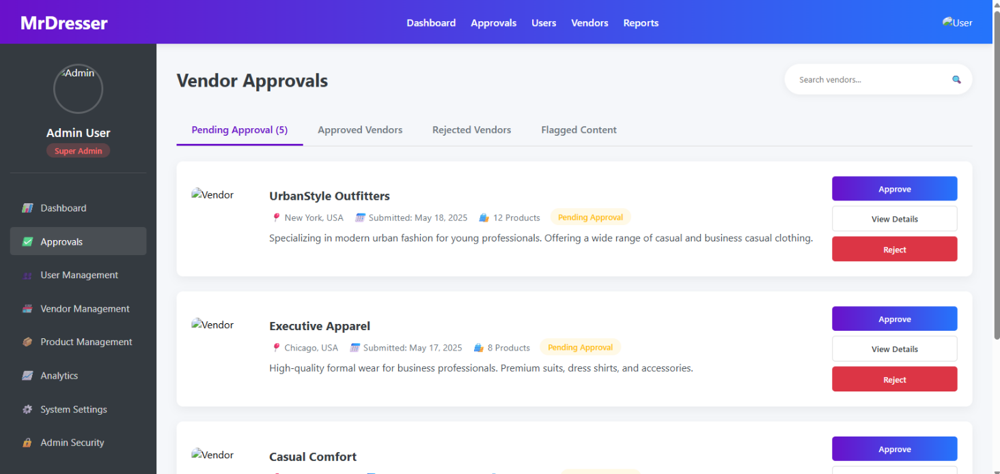 MrDresser
Dashboard Approvals Users Vendors Reports
User
Admin
Admin User
Super Admin
Dashboard
Approvals
User Management
Vendor Management
Product Management
Analytics
System Settings
Admin Security
Vendor Approvals
Search vendors...
Pending Approval (5) Approved Vendors Rejected Vendors Flagged Content
Vendor
UrbanStyle Outfitters
New York, USA Submitted: May 18, 2025 12 Products Pending Approval
Specializing in modern urban fashion for young professionals. Offering a wide range of casual and business casual clothing.
Approve
View Details
Reject
Vendor
Executive Apparel
Chicago, USA Submitted: May 17, 2025 8 Products Pending Approval
High-quality formal wear for business professionals. Premium suits, dress shirts, and accessories.
Approve
View Details
Reject
Vendor
Casual Comfort
Approve